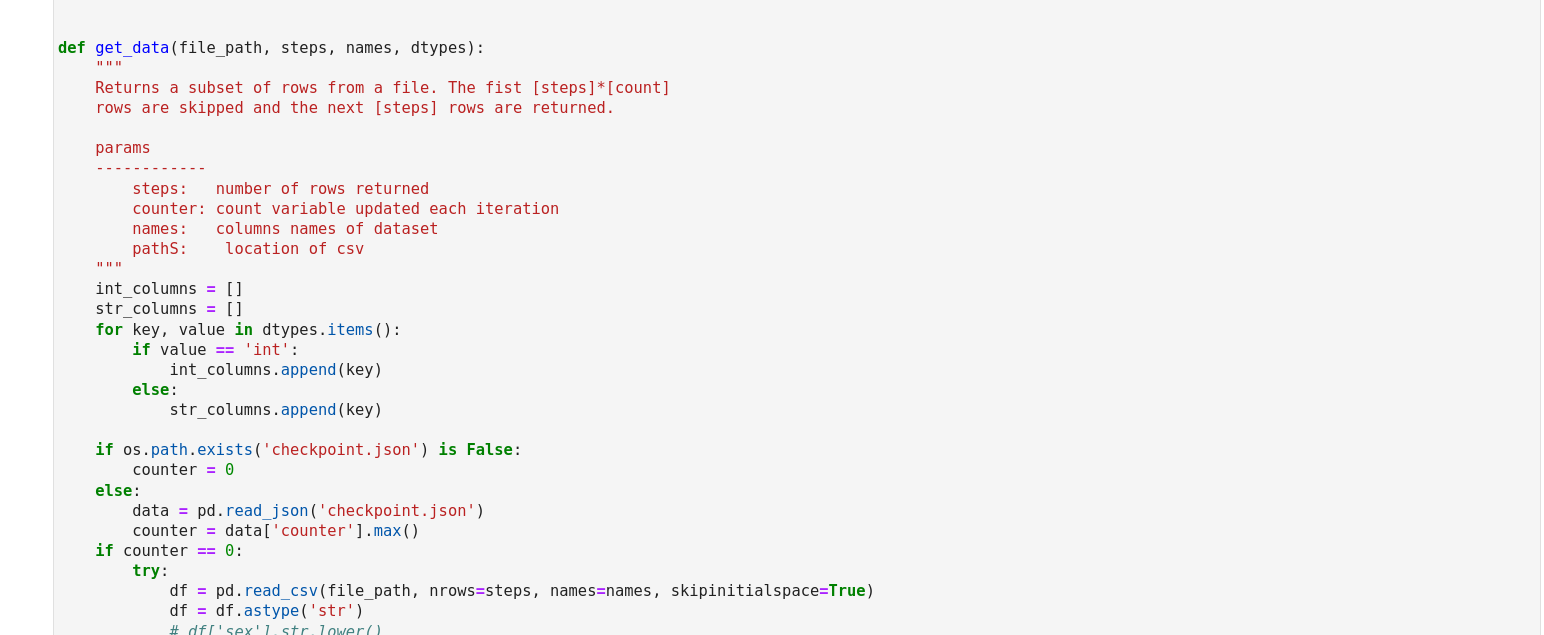 def get_data(file_path, steps, names, dtypes):
    """
    Returns a subset of rows from a file. The fist [steps]*[count]
    rows are skipped and the next [steps] rows are returned.

    params
    ------------
        steps:   number of rows returned
        counter: count variable updated each iteration
        names:   columns names of dataset
        pathS:    location of csv
    """
    int_columns = []
    str_columns = []
    for key, value in dtypes.items():
        if value == 'int':
            int_columns.append(key)
        else:
            str_columns.append(key)

    if os.path.exists('checkpoint.json') is False:
        counter = 0
    else:
        data = pd.read_json('checkpoint.json')
        counter = data['counter'].max()
    if counter == 0:
        try:
            df = pd.read_csv(file_path, nrows=steps, names=names, skipinitialspace=True)
            df = df.astype('str')
            # df['sex'].str.lower()